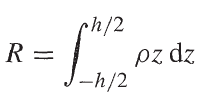 R = ∫_{-h/2}^{h/2} ρz dz